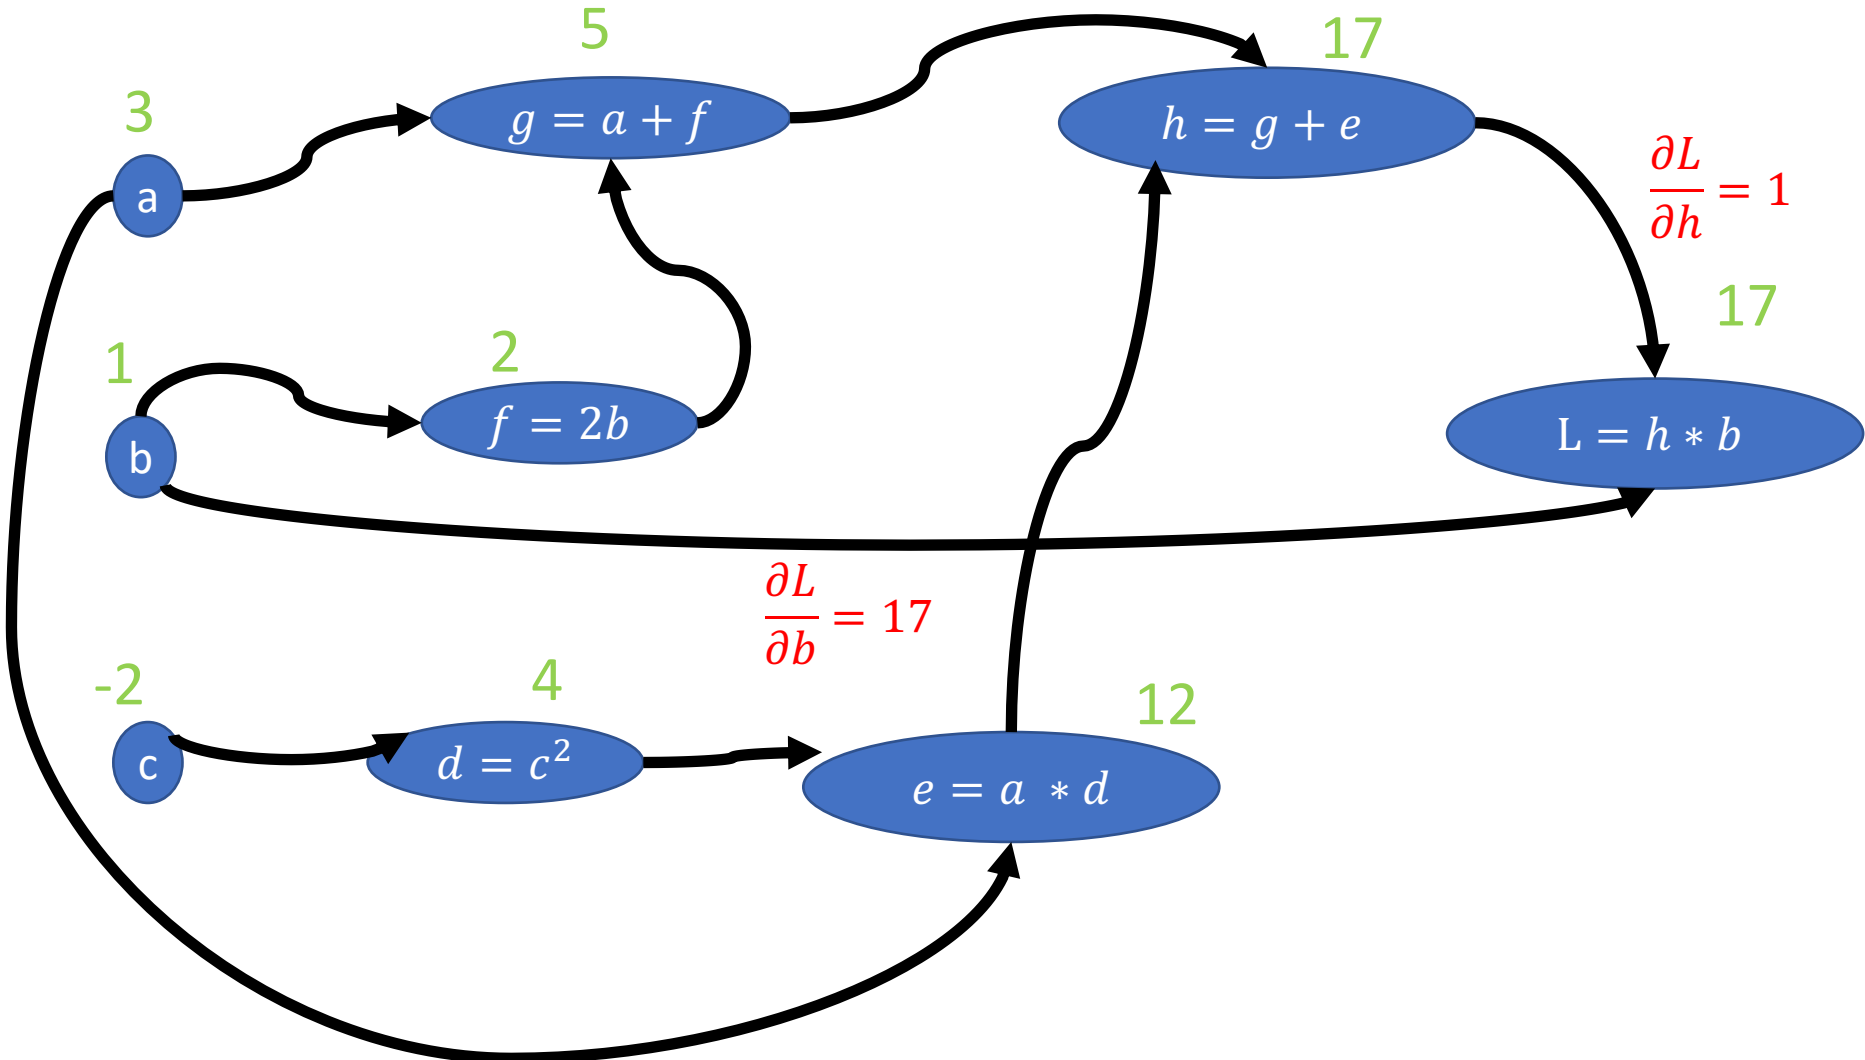 5
17
3
g = a + f
h = g + e
∂L/∂h = 1
a
17
1
2
f = 2b
L = h ∗ b
b
∂L/∂b = 17
-2
4
12
c
d = c²
e = a ∗ d